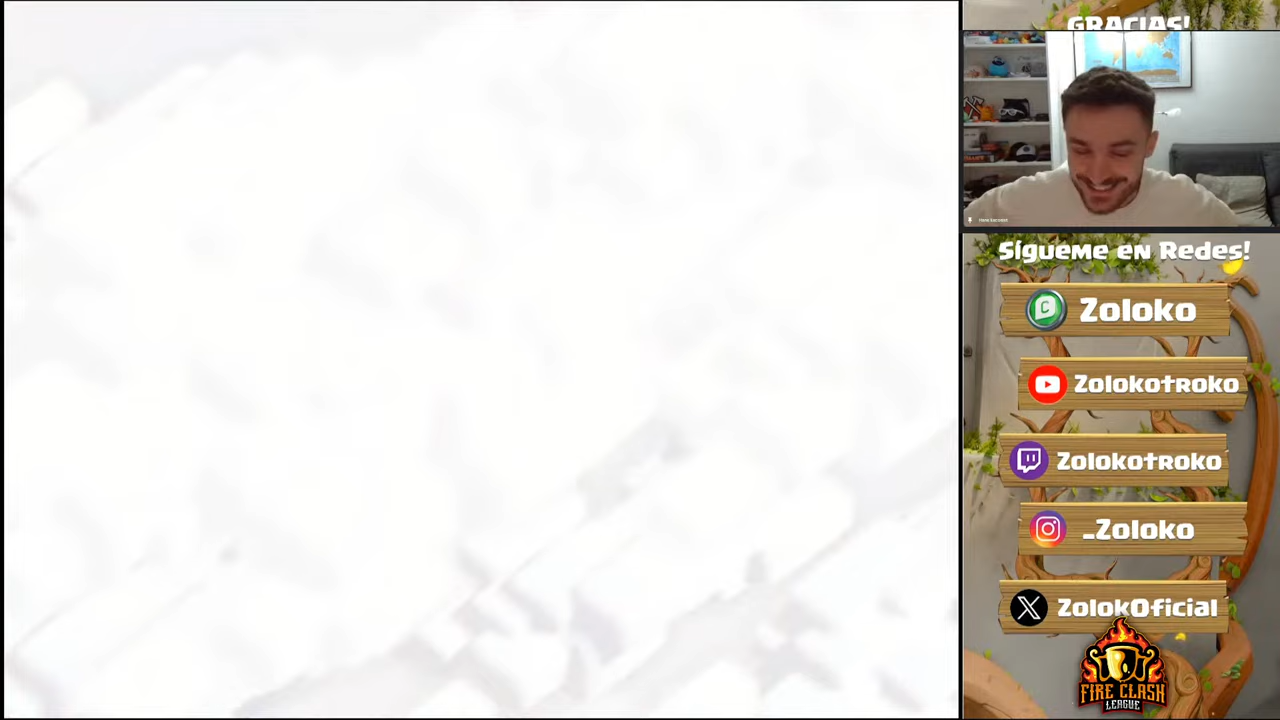 GRACIAS!
Sígueme en Redes!
Zoloko
Zolokotroko
Zolokotroko
_Zoloko
ZolokOficial
FIRE CLASH
LEAGUE